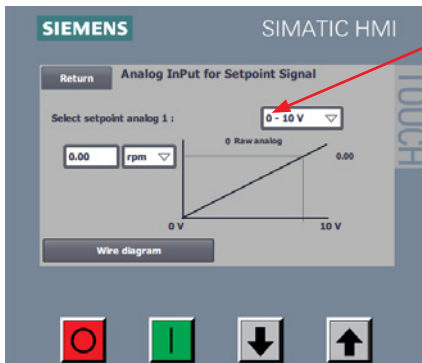 SIEMENS SIMATIC HMI
TOUCH
Return Analog InPut for Setpoint Signal
Select setpoint analog 1 : 0 - 10 V
0 Raw analog
0.00 rpm 0.00
0 V 10 V
Wire diagram